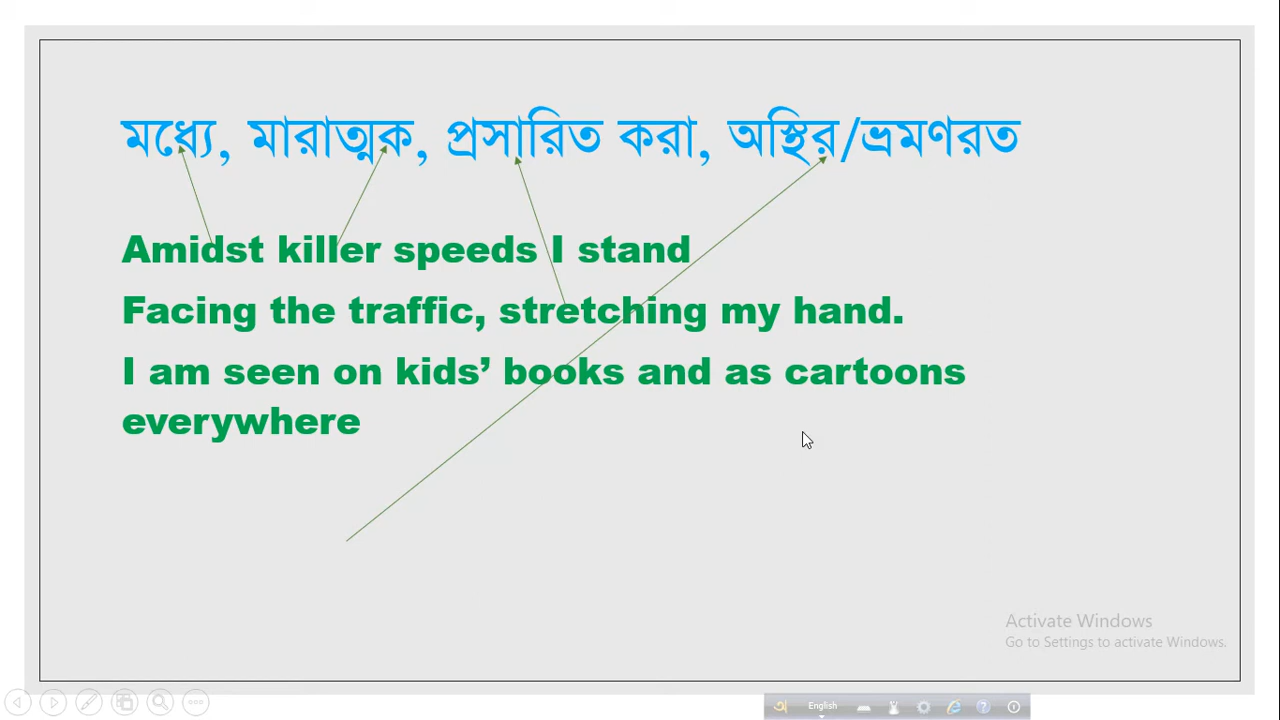 মধ্যে, মারাত্মক, প্রসারিত করা, অস্থির/ভ্রমণরত
Amidst killer speeds I stand
Facing the traffic, stretching my hand.
I am seen on kids’ books and as cartoons
everywhere
Activate Windows
Go to Settings to activate Windows.
অ English